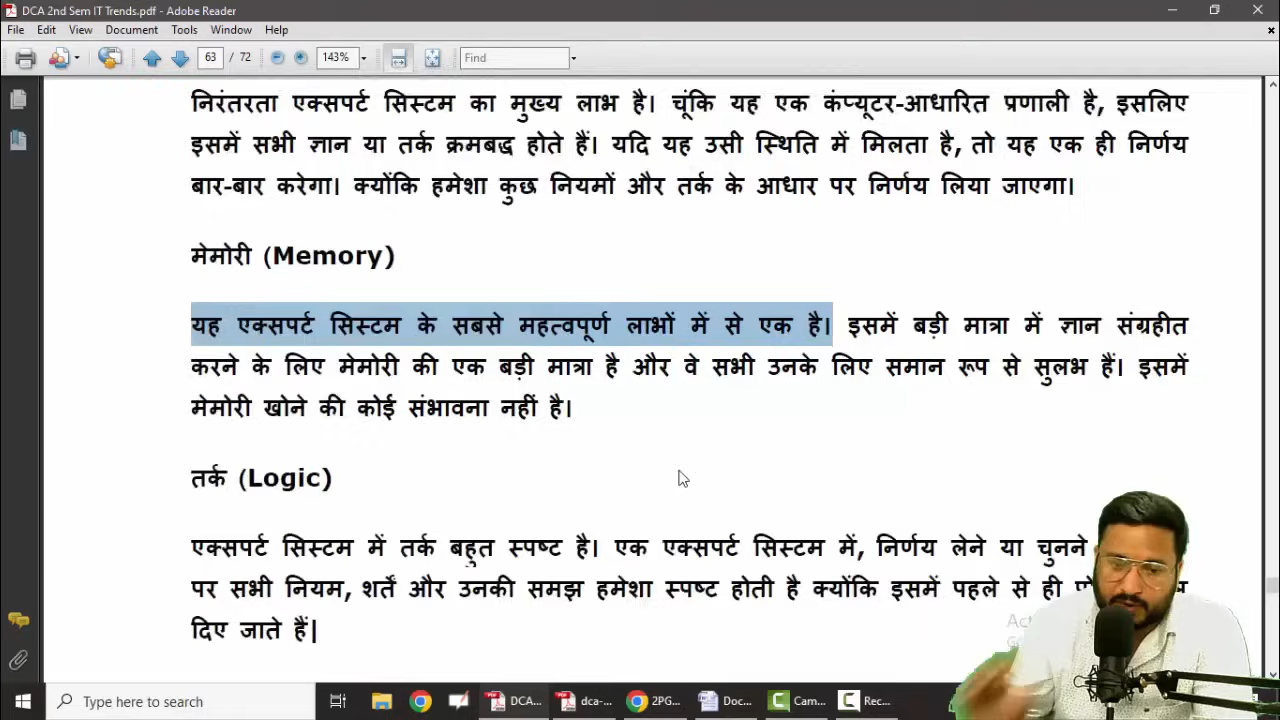 DCA 2nd Sem IT Trends.pdf - Adobe Reader
File Edit View Document Tools Window Help
63 / 72 143% Find
निरंतरता एक्सपर्ट सिस्टम का मुख्य लाभ है। चूंकि यह एक कंप्यूटर-आधारित प्रणाली है, इसलिए
इसमें सभी ज्ञान या तर्क क्रमबद्ध होते हैं। यदि यह उसी स्थिति में मिलता है, तो यह एक ही निर्णय
बार-बार करेगा। क्योंकि हमेशा कुछ नियमों और तर्क के आधार पर निर्णय लिया जाएगा।
मेमोरी (Memory)
यह एक्सपर्ट सिस्टम के सबसे महत्वपूर्ण लाभों में से एक है। इसमें बड़ी मात्रा में ज्ञान संग्रहीत
करने के लिए मेमोरी की एक बड़ी मात्रा है और वे सभी उनके लिए समान रूप से सुलभ हैं। इसमें
मेमोरी खोने की कोई संभावना नहीं है।
तर्क (Logic)
एक्सपर्ट सिस्टम में तर्क बहुत स्पष्ट है। एक एक्सपर्ट सिस्टम में, निर्णय लेने या चुनने
पर सभी नियम, शर्तें और उनकी समझ हमेशा स्पष्ट होती है क्योंकि इसमें पहले से ही
दिए जाते हैं|
Type here to search DCA... dca-... 2PG... Doc... Cam... Rec...